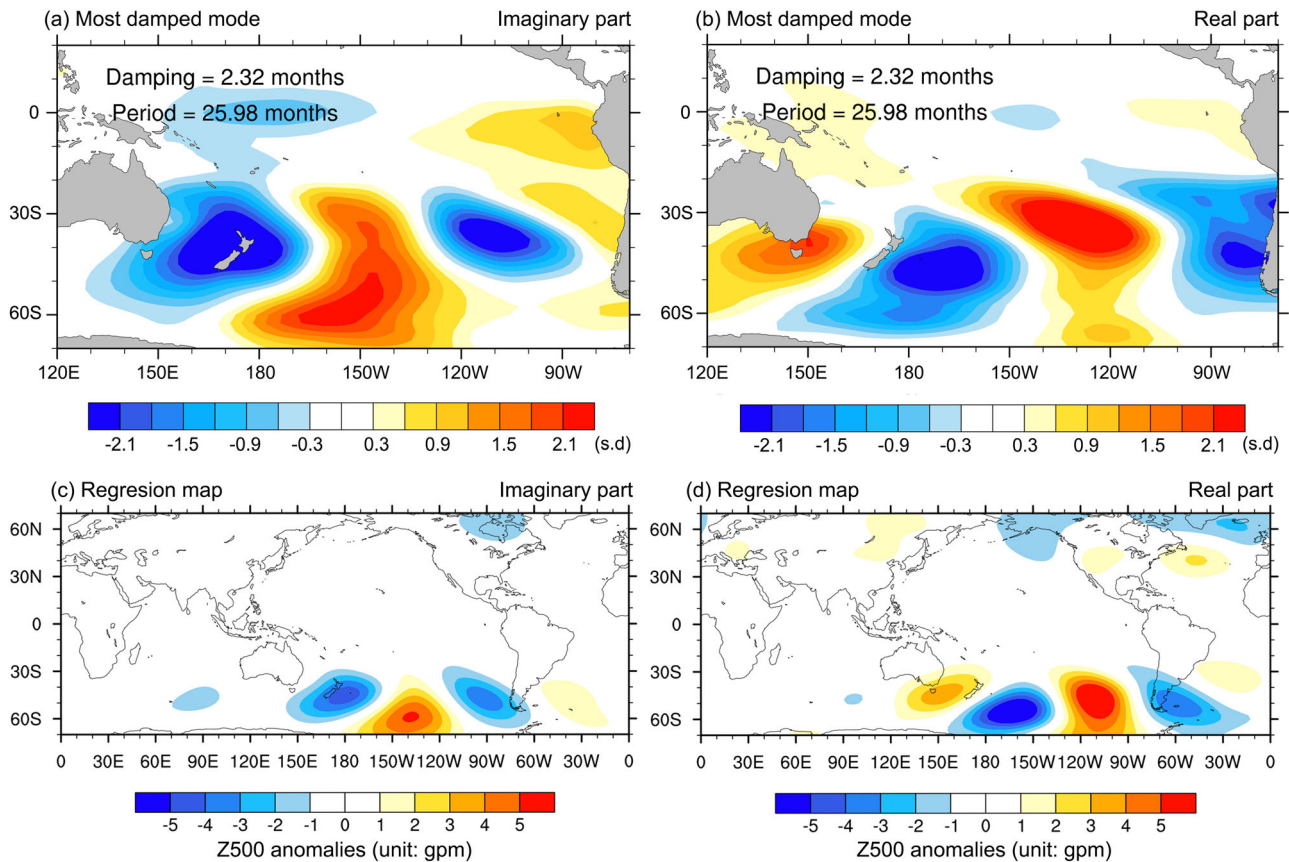 (a) Most damped mode Imaginary part
Damping = 2.32 months
Period = 25.98 months
0
30S
60S
120E 150E 180 150W 120W 90W
-2.1 -1.5 -0.9 -0.3 0.3 0.9 1.5 2.1 (s.d)
(b) Most damped mode Real part
Damping = 2.32 months
Period = 25.98 months
0
30S
60S
120E 150E 180 150W 120W 90W
-2.1 -1.5 -0.9 -0.3 0.3 0.9 1.5 2.1 (s.d)
(c) Regresion map Imaginary part
60N
30N
0
30S
60S
0 30E 60E 90E 120E 150E 180 150W 120W 90W 60W 30W 0
-5 -4 -3 -2 -1 0 1 2 3 4 5
Z500 anomalies (unit: gpm)
(d) Regresion map Real part
60N
30N
0
30S
60S
0 30E 60E 90E 120E 150E 180 150W 120W 90W 60W 30W 0
-5 -4 -3 -2 -1 0 1 2 3 4 5
Z500 anomalies (unit: gpm)